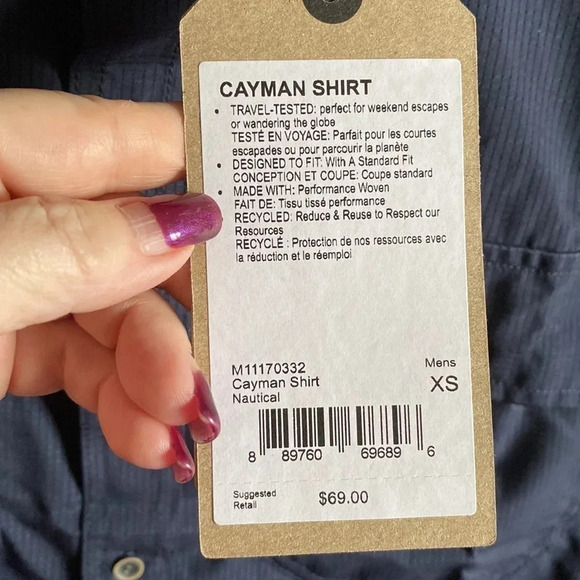 CAYMAN SHIRT
• TRAVEL-TESTED: perfect for weekend escapes
or wandering the globe
TESTÉ EN VOYAGE: Parfait pour les courtes
escapades ou pour parcourir la planète
• DESIGNED TO FIT: With A Standard Fit
CONCEPTION ET COUPE: Coupe standard
• MADE WITH: Performance Woven
FAIT DE: Tissu tissé performance
RECYCLED: Reduce & Reuse to Respect our
Resources
RECYCLÉ : Protection de nos ressources avec
la réduction et le réemploi
M11170332
Cayman Shirt
Nautical
Mens
XS
8 89760 69689 6
Suggested
Retail
$69.00